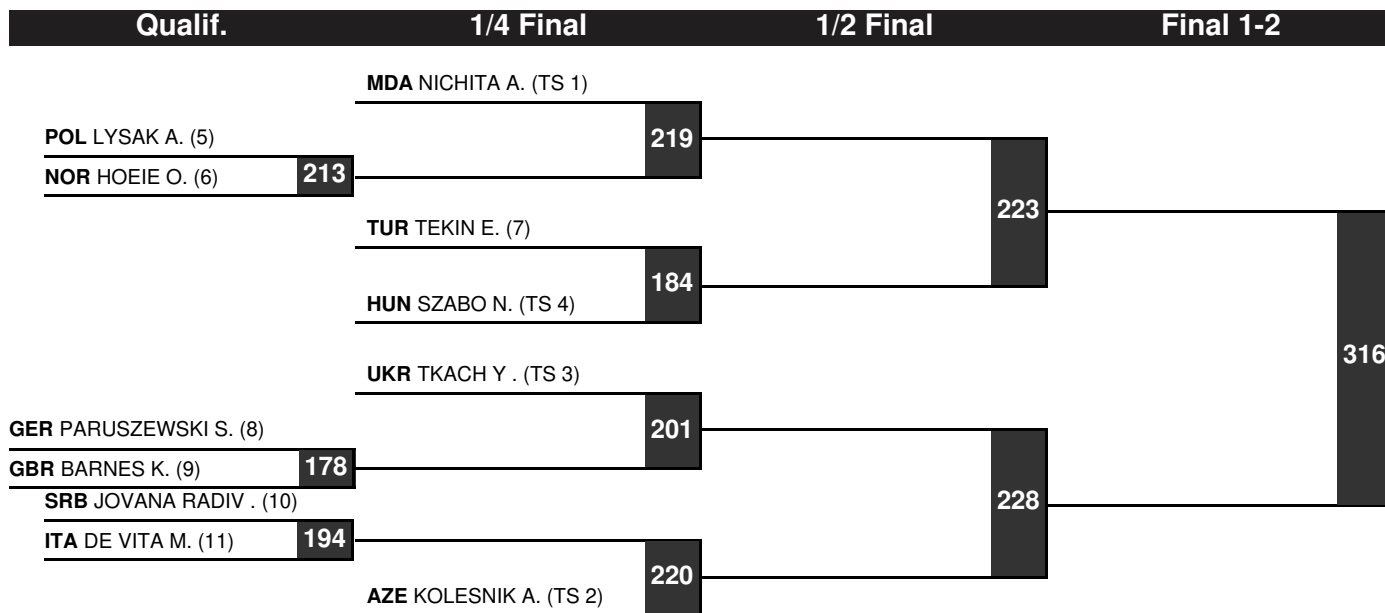 Qualif. 1/4 Final 1/2 Final Final 1-2
MDA NICHITA A. (TS 1)
POL LYSAK A. (5)
219
NOR HOEIE O. (6) 213
223
TUR TEKIN E. (7)
184
HUN SZABO N. (TS 4)
316
UKR TKACH Y . (TS 3)
GER PARUSZEWSKI S. (8)
201
GBR BARNES K. (9) 178
SRB JOVANA RADIV . (10)
228
ITA DE VITA M. (11) 194
220
AZE KOLESNIK A. (TS 2)